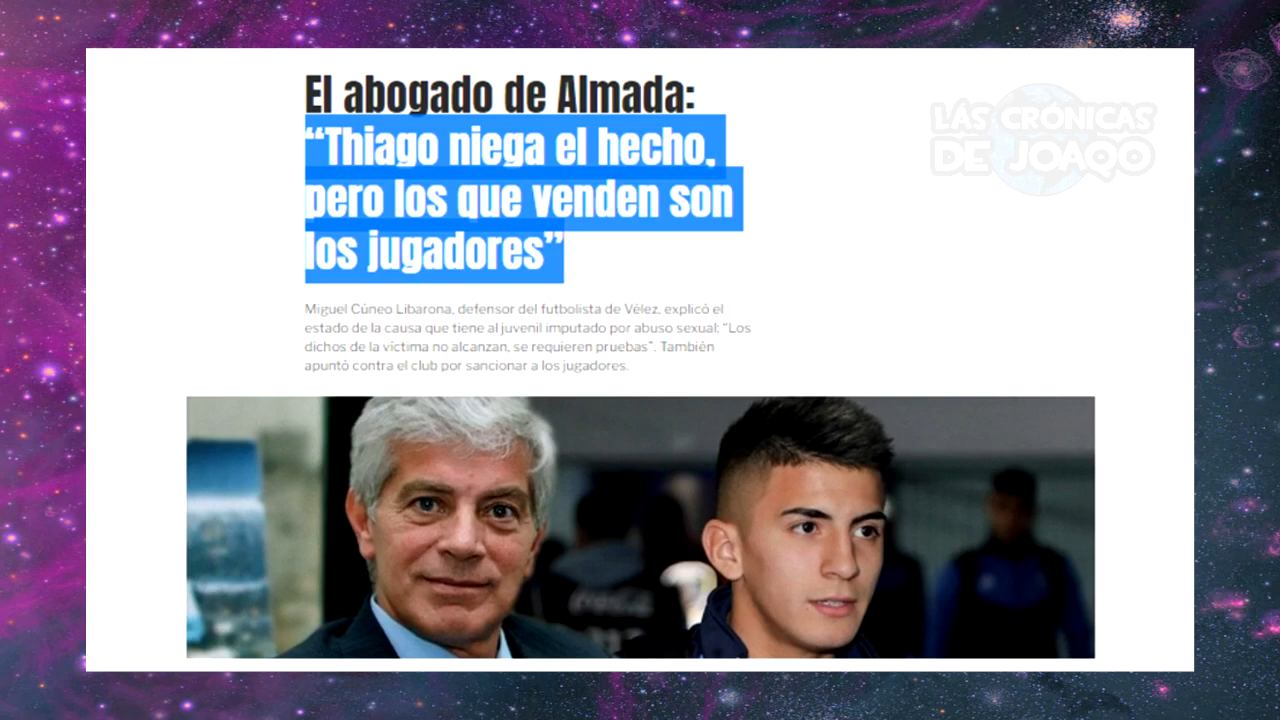 El abogado de Almada:
“Thiago niega el hecho,
pero los que venden son
los jugadores”
LAS CRÓNICAS
DE JOAQO
Miguel Cúneo Libarona, defensor del futbolista de Vélez, explicó el
estado de la causa que tiene al juvenil imputado por abuso sexual: “Los
dichos de la víctima no alcanzan, se requieren pruebas”. También
apuntó contra el club por sancionar a los jugadores.